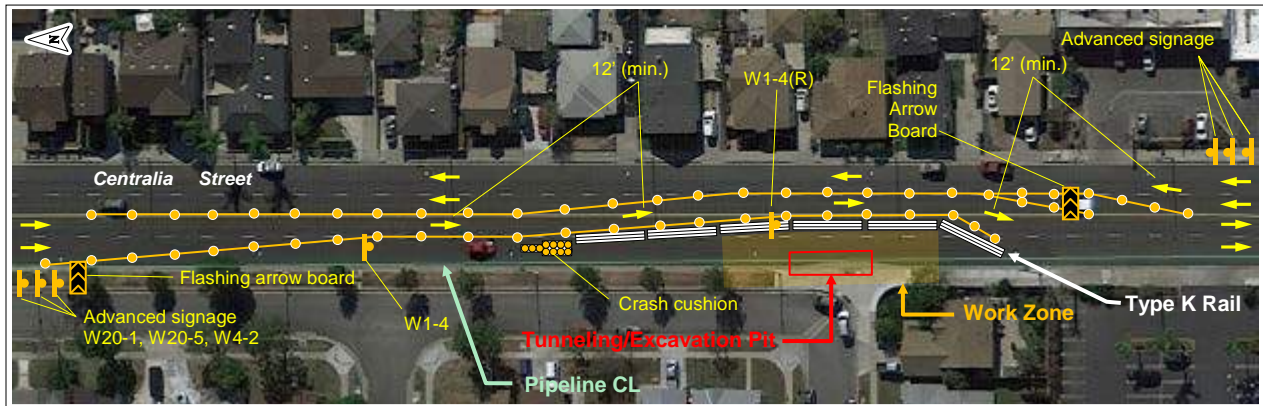 N
Advanced signage
12' (min.)
12' (min.)
W1-4(R)
Flashing
Arrow
Board
Centralia Street
Flashing arrow board
Crash cushion
Advanced signage
W20-1, W20-5, W4-2
W1-4
Type K Rail
Work Zone
Tunneling/Excavation Pit
Pipeline CL